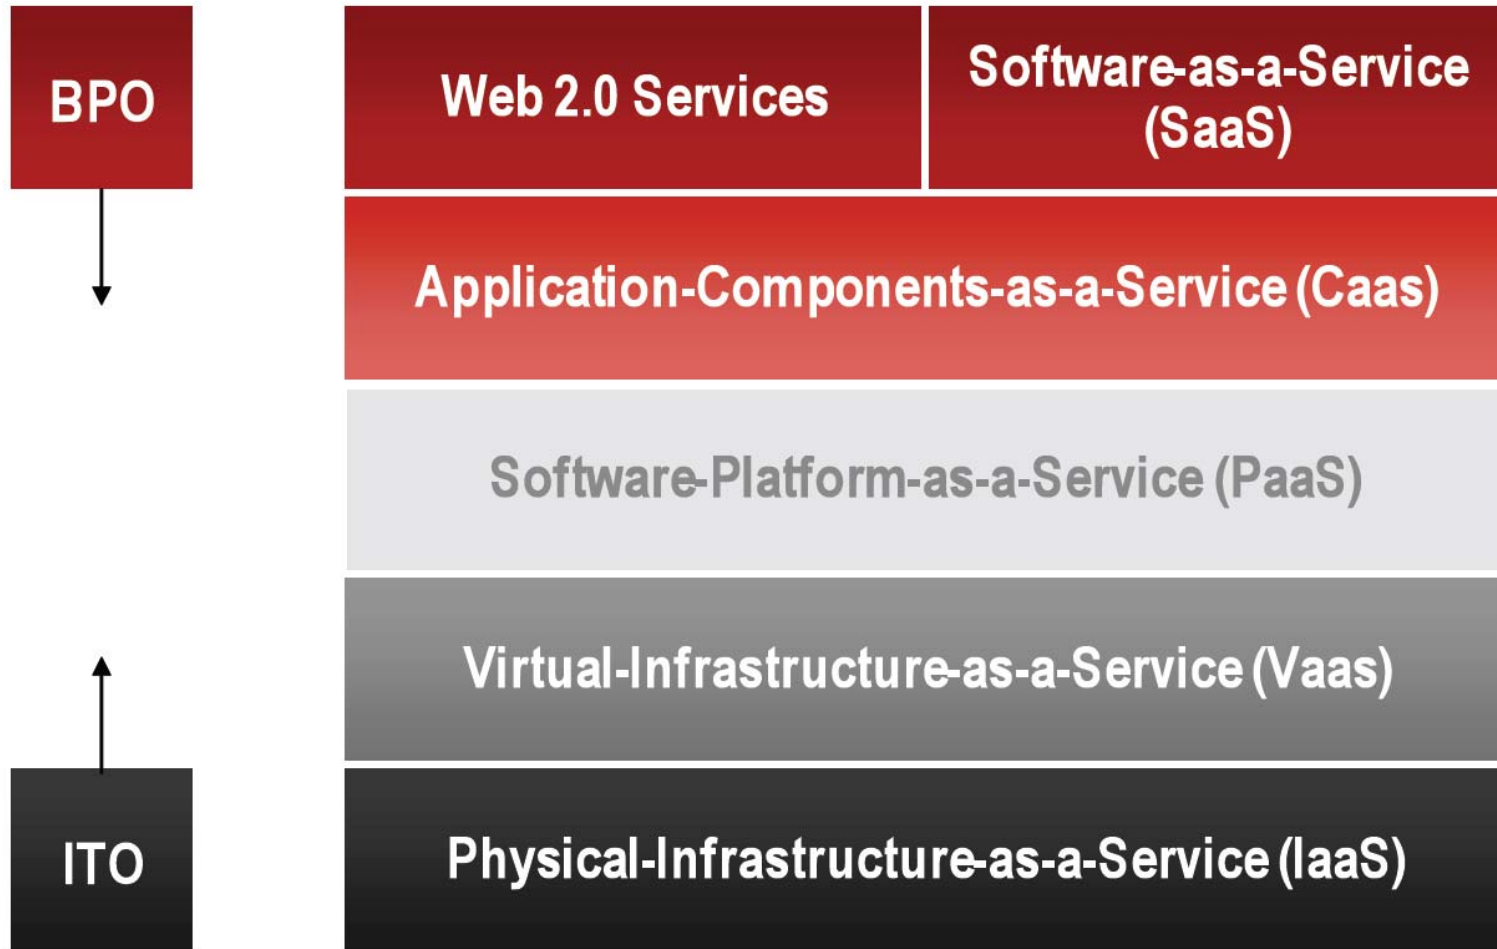 BPO
Web 2.0 Services
Software-as-a-Service
(SaaS)
Application-Components-as-a-Service (Caas)
Software-Platform-as-a-Service (PaaS)
Virtual-Infrastructure-as-a-Service (Vaas)
ITO
Physical-Infrastructure-as-a-Service (IaaS)